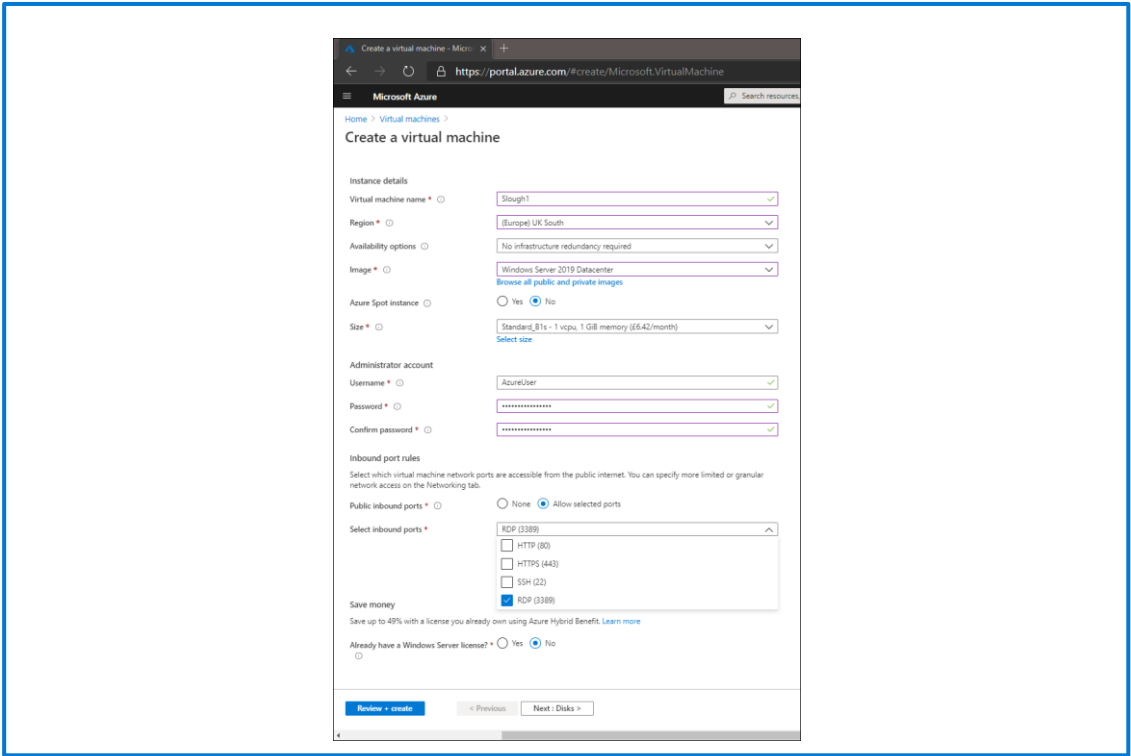 Create a virtual machine - Micro
https://portal.azure.com/#create/Microsoft.VirtualMachine
Microsoft Azure
Search resources,
Home > Virtual machines >
Create a virtual machine
Instance details
Virtual machine name *
Slough1
Region *
(Europe) UK South
Availability options
No infrastructure redundancy required
Image *
Windows Server 2019 Datacenter
Browse all public and private images
Azure Spot instance
Yes No
Size *
Standard_B1s - 1 vcpu, 1 GiB memory (£6.42/month)
Select size
Administrator account
Username *
AzureUser
Password *
••••••••••••••••
Confirm password *
••••••••••••••••
Inbound port rules
Select which virtual machine network ports are accessible from the public internet. You can specify more limited or granular
network access on the Networking tab.
Public inbound ports *
None Allow selected ports
Select inbound ports *
RDP (3389)
HTTP (80)
HTTPS (443)
SSH (22)
RDP (3389)
Save money
Save up to 49% with a license you already own using Azure Hybrid Benefit. Learn more
Already have a Windows Server license? *
Yes No
Review + create
< Previous
Next : Disks >